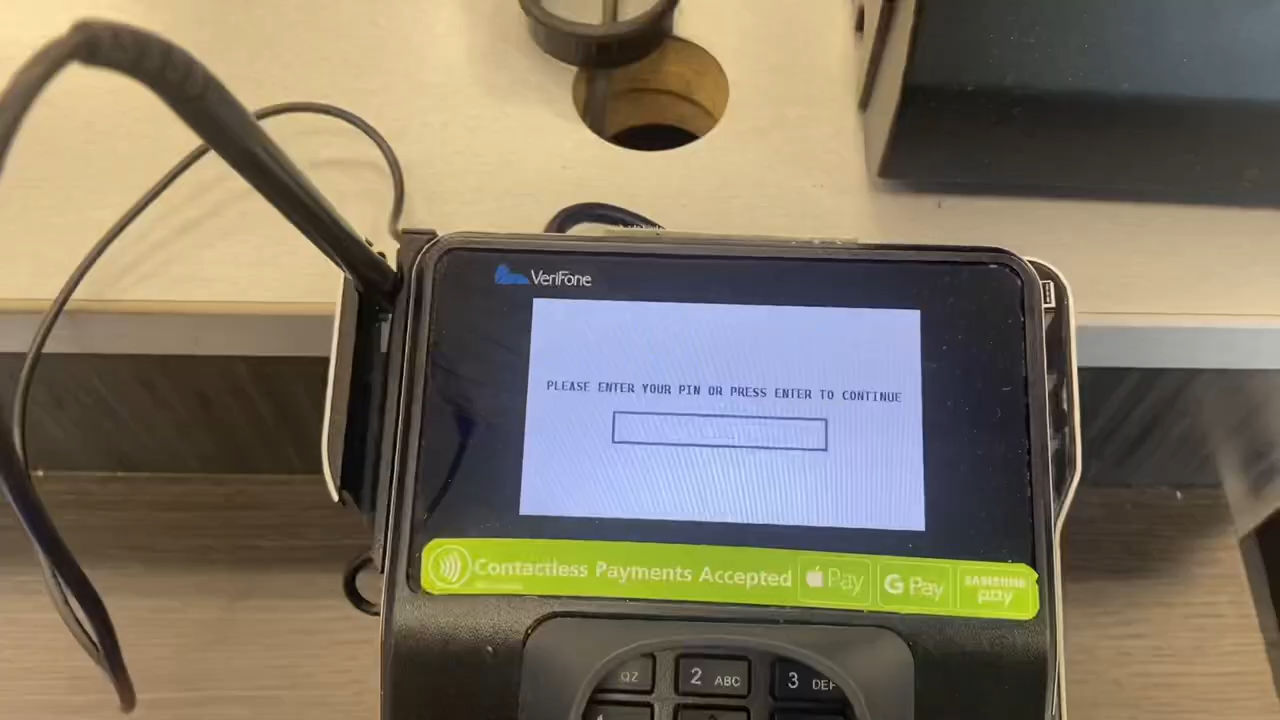 VeriFone
PLEASE ENTER YOUR PIN OR PRESS ENTER TO CONTINUE
Contactless Payments Accepted Pay G Pay SAMSUNG pay
QZ 2 ABC 3 DEF